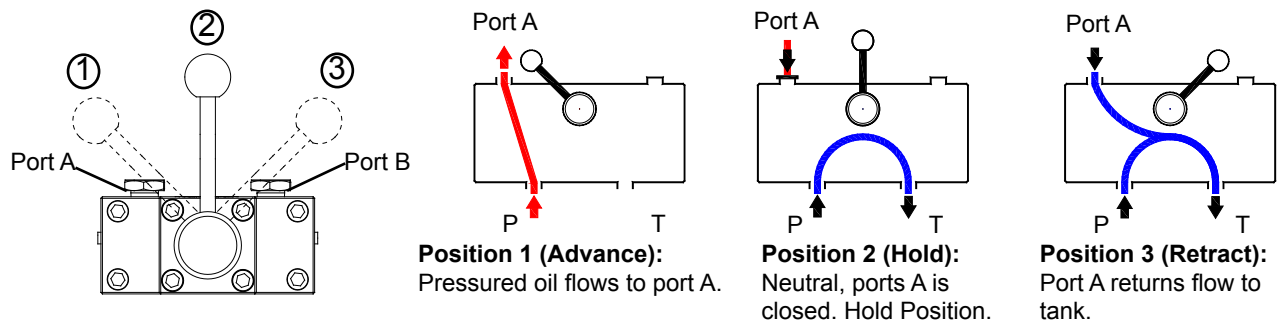 ②
①
③
Port A
Port B
Port A
P
T
Position 1 (Advance):
Pressured oil flows to port A.
Port A
P
T
Position 2 (Hold):
Neutral, ports A is
closed. Hold Position.
Port A
P
T
Position 3 (Retract):
Port A returns flow to
tank.